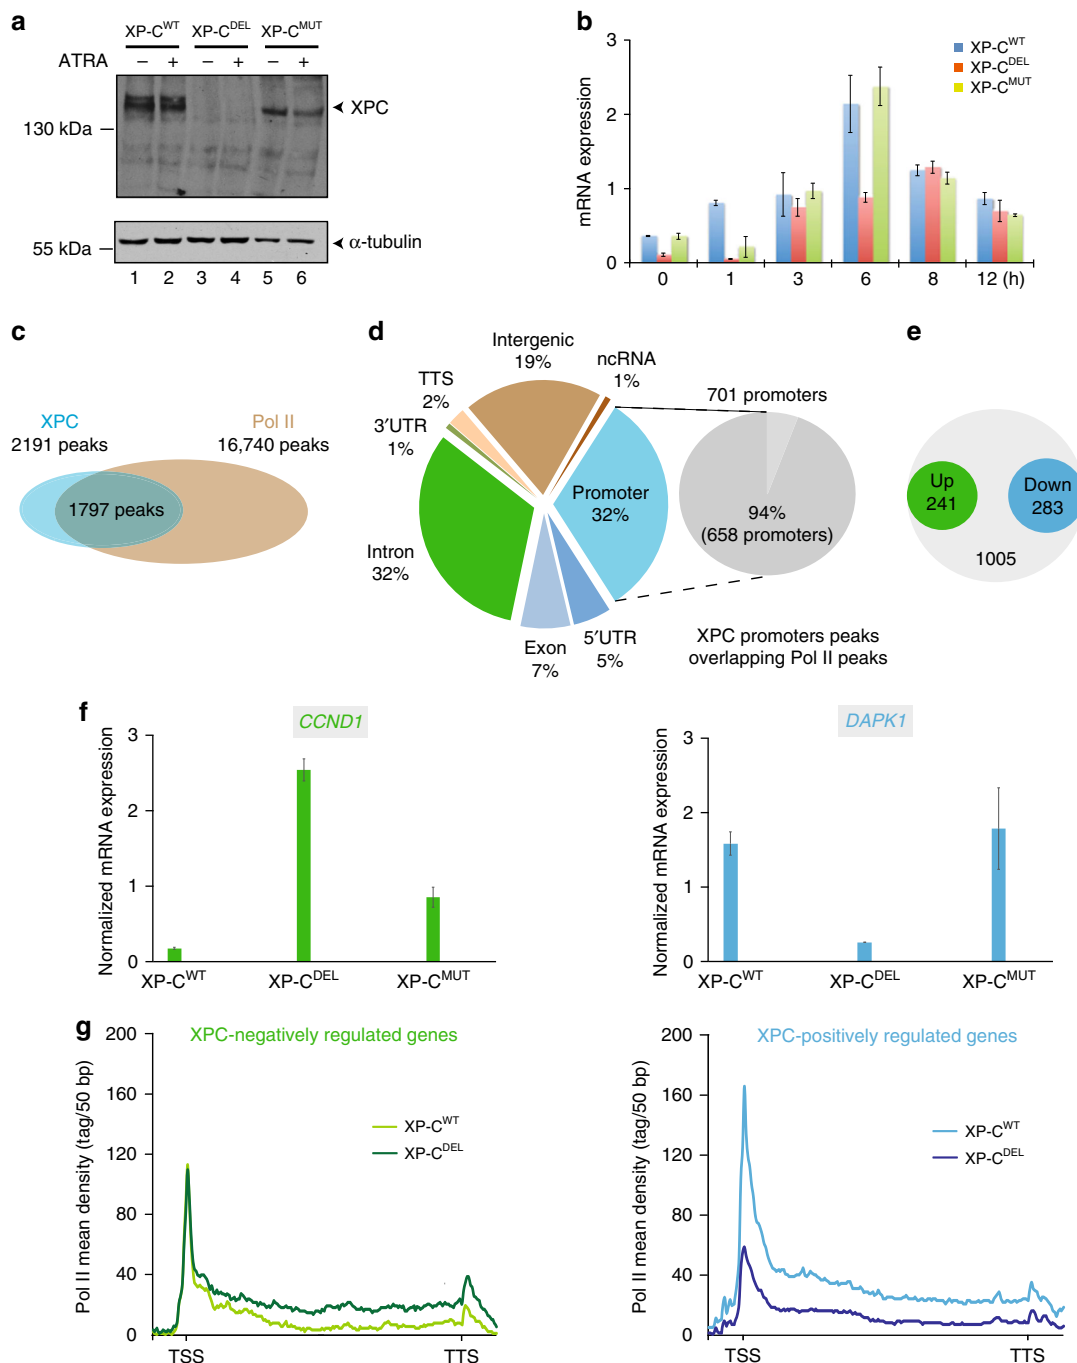 a
XP-C^WT XP-C^DEL XP-C^MUT
ATRA – + – + – +
XPC
130 kDa
55 kDa
α-tubulin
1 2 3 4 5 6
b
mRNA expression
3
2
1
0
XP-C^WT
XP-C^DEL
XP-C^MUT
0 1 3 6 8 12 (h)
c
XPC
2191 peaks
Pol II
16,740 peaks
1797 peaks
d
Intergenic
19%
ncRNA
1%
TTS
2%
3′UTR
1%
Promoter
32%
Intron
32%
Exon
7%
5′UTR
5%
701 promoters
94%
(658 promoters)
XPC promoters peaks
overlapping Pol II peaks
e
Up
241
Down
283
1005
f
CCND1
Normalized mRNA expression
3
2
1
0
XP-C^WT XP-C^DEL XP-C^MUT
DAPK1
Normalized mRNA expression
3
2
1
0
XP-C^WT XP-C^DEL XP-C^MUT
g
XPC-negatively regulated genes
Pol II mean density (tag/50 bp)
200
160
120
80
40
0
XP-C^WT
XP-C^DEL
TSS TTS
XPC-positively regulated genes
Pol II mean density (tag/50 bp)
200
160
120
80
40
0
XP-C^WT
XP-C^DEL
TSS TTS